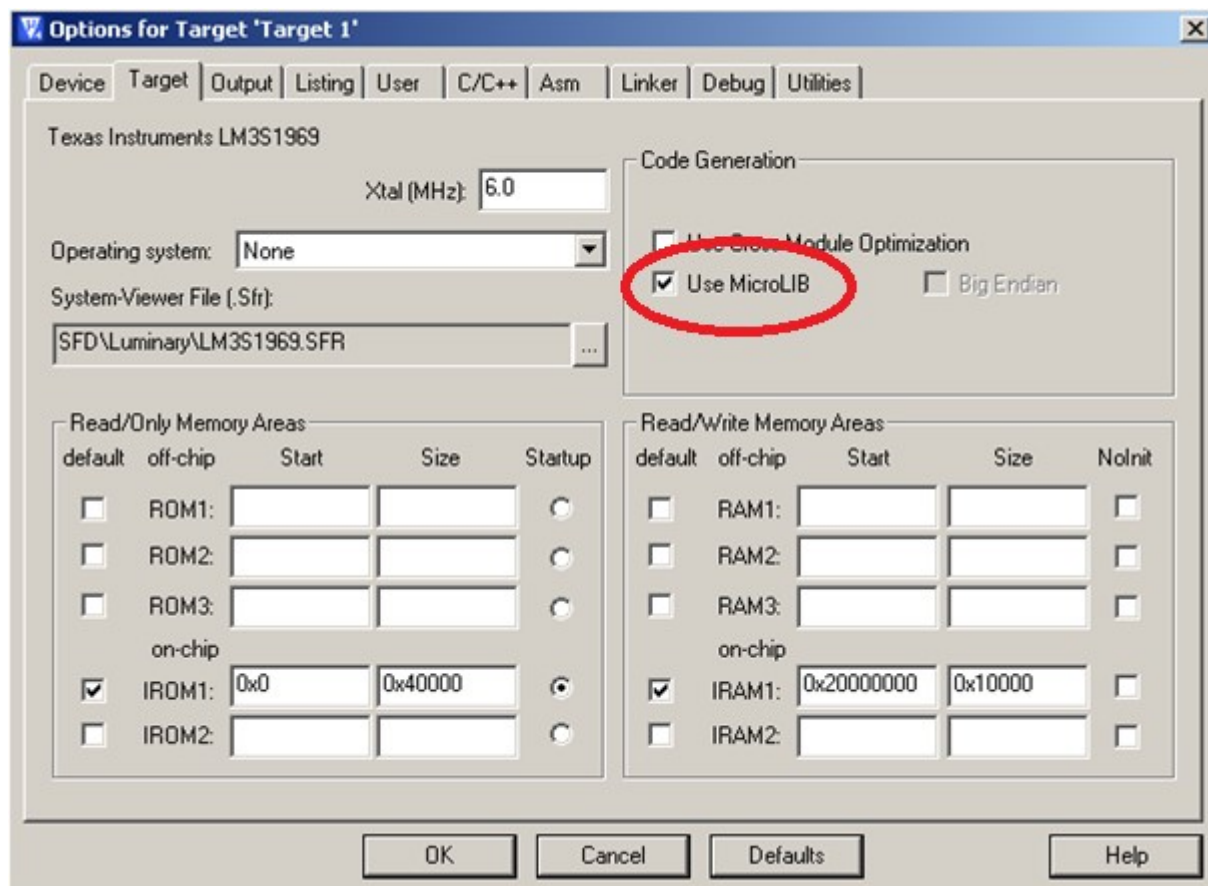 Options for Target 'Target 1'
Device Target Output Listing User C/C++ Asm Linker Debug Utilities
Texas Instruments LM3S1969
Xtal (MHz): 6.0
Operating system: None
System-Viewer File (.Sfr):
SFD\Luminary\LM3S1969.SFR ...
Code Generation
Use Cross Module Optimization
Use MicroLIB Big Endian
Read/Only Memory Areas
default off-chip Start Size Startup
ROM1:
ROM2:
ROM3:
on-chip
IROM1: 0x0 0x40000
IROM2:
Read/Write Memory Areas
default off-chip Start Size NoInit
RAM1:
RAM2:
RAM3:
on-chip
IRAM1: 0x20000000 0x10000
IRAM2:
OK Cancel Defaults Help